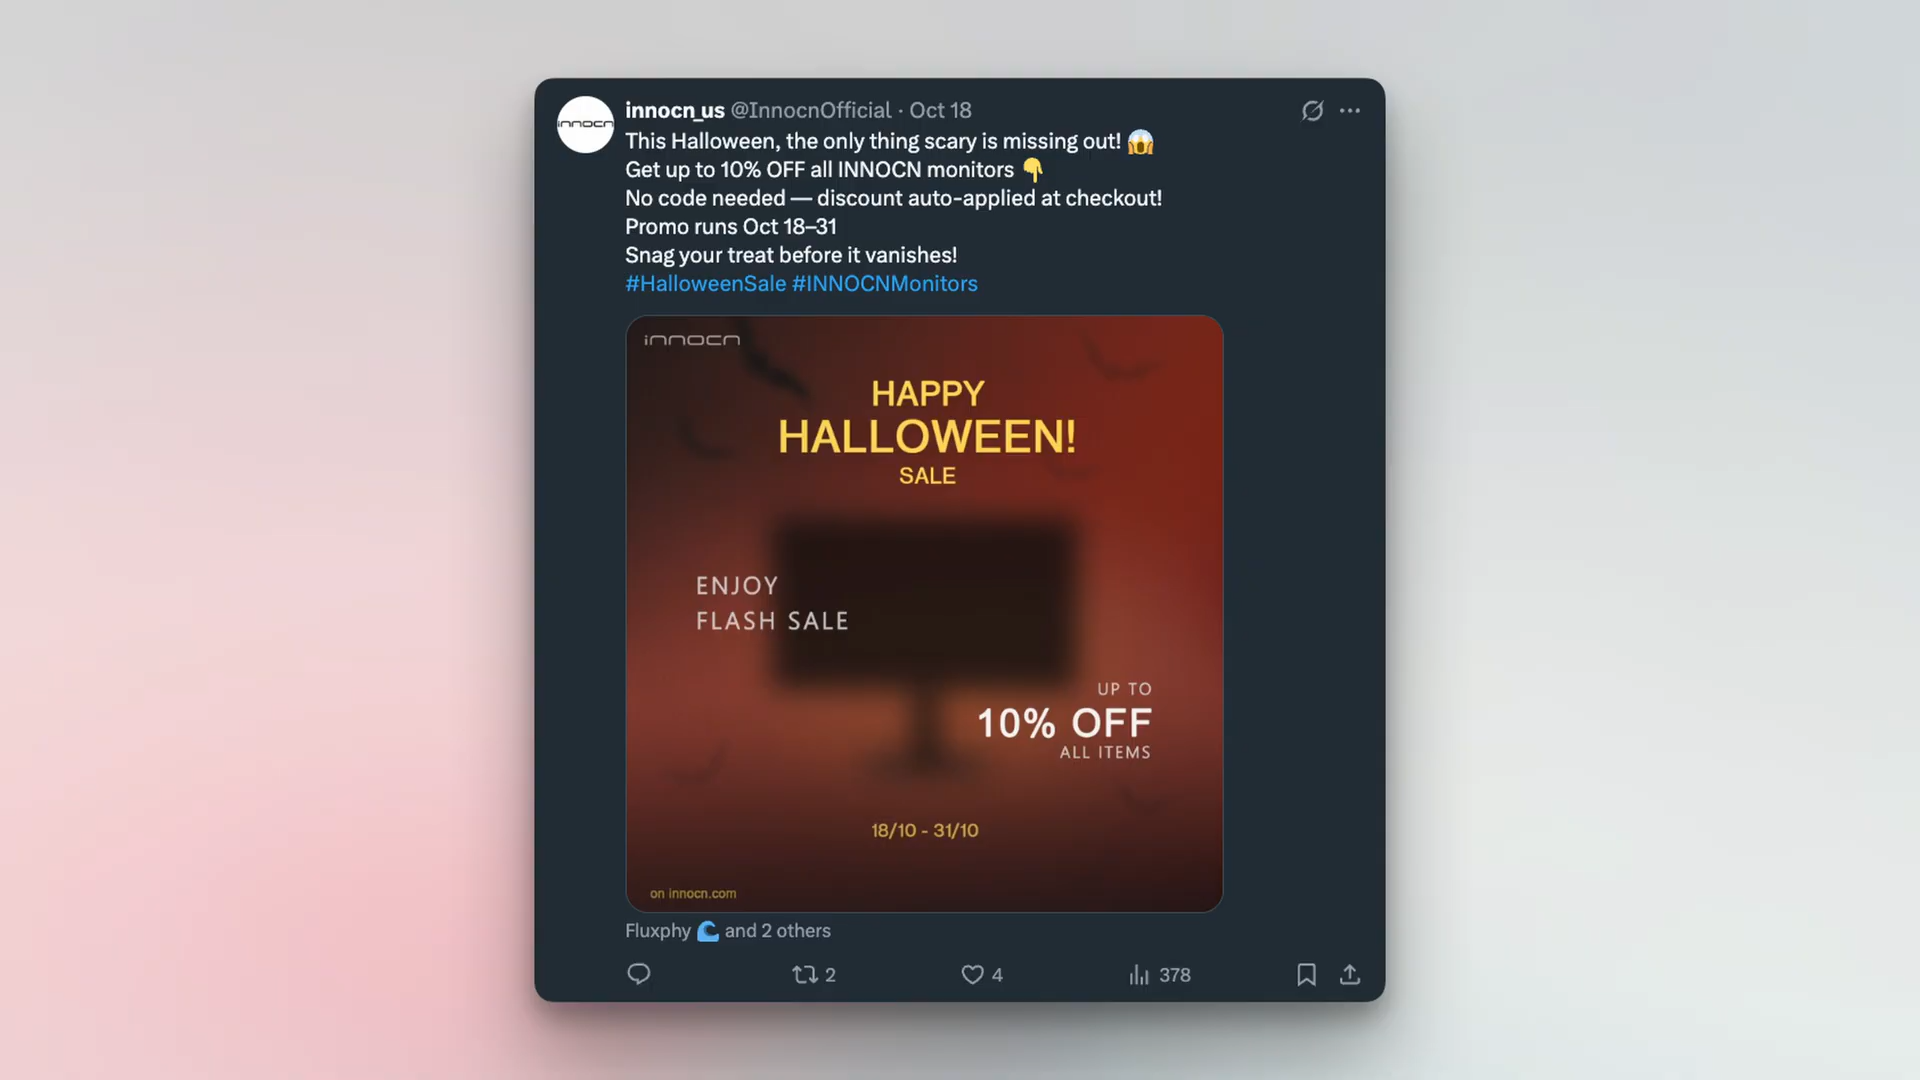 innocn
innocn_us @InnocnOfficial · Oct 18
This Halloween, the only thing scary is missing out! 😱
Get up to 10% OFF all INNOCN monitors 👇
No code needed — discount auto-applied at checkout!
Promo runs Oct 18–31
Snag your treat before it vanishes!
#HalloweenSale #INNOCNMonitors
innocn
HAPPY
HALLOWEEN!
SALE
ENJOY
FLASH SALE
UP TO
10% OFF
ALL ITEMS
18/10 - 31/10
on innocn.com
Fluxphy 🌊 and 2 others
2 4 378